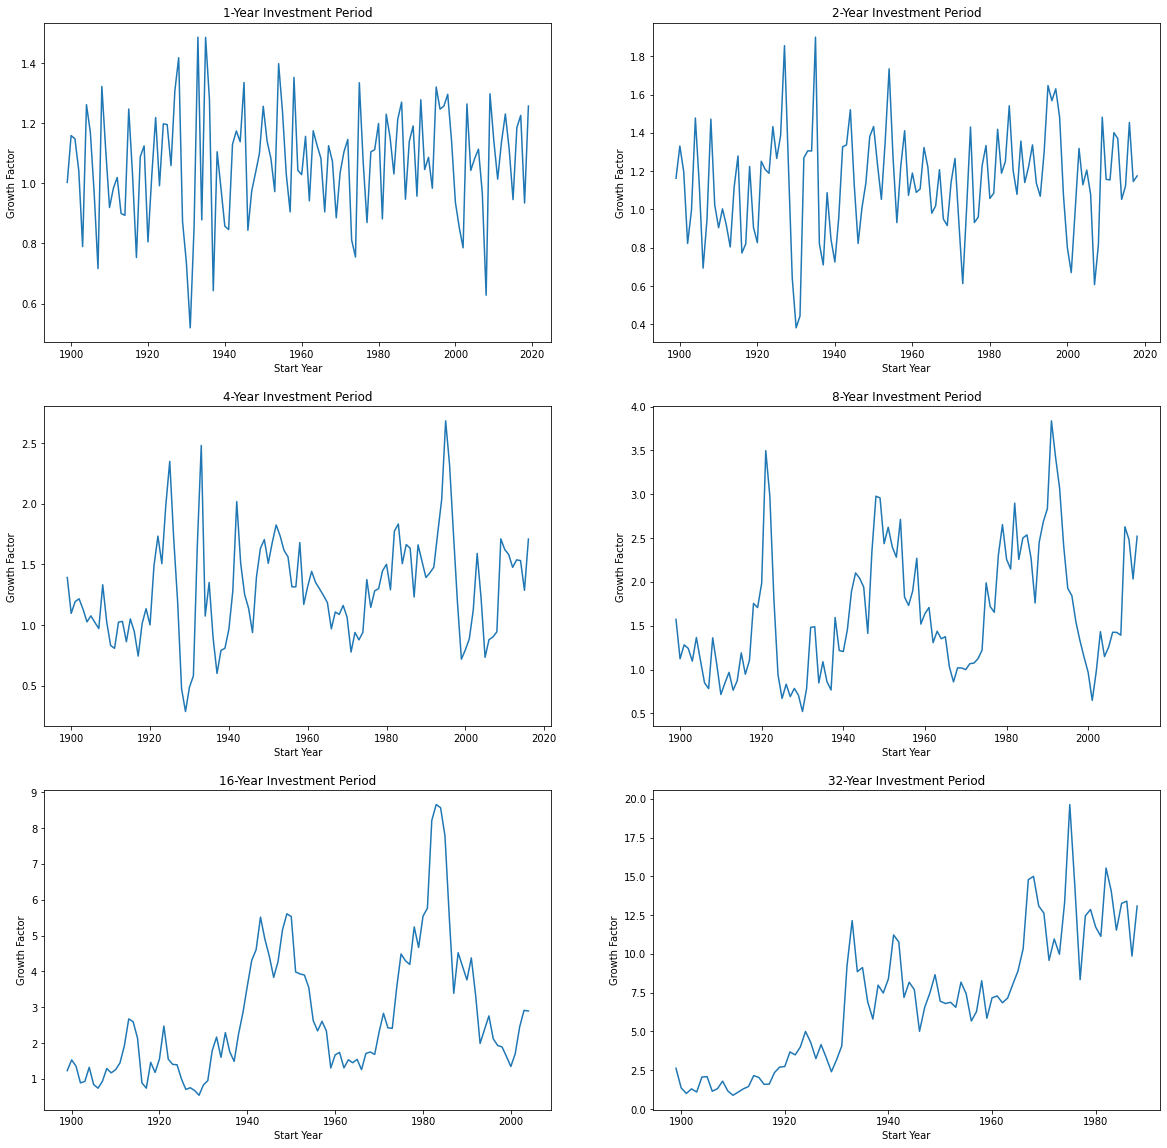 1-Year Investment Period
Growth Factor
1.4
1.2
1.0
0.8
0.6
1900 1920 1940 1960 1980 2000 2020
Start Year
2-Year Investment Period
Growth Factor
1.8
1.6
1.4
1.2
1.0
0.8
0.6
0.4
1900 1920 1940 1960 1980 2000 2020
Start Year
4-Year Investment Period
Growth Factor
2.5
2.0
1.5
1.0
0.5
1900 1920 1940 1960 1980 2000 2020
Start Year
8-Year Investment Period
Growth Factor
4.0
3.5
3.0
2.5
2.0
1.5
1.0
0.5
1900 1920 1940 1960 1980 2000
Start Year
16-Year Investment Period
Growth Factor
9
8
7
6
5
4
3
2
1
1900 1920 1940 1960 1980 2000
Start Year
32-Year Investment Period
Growth Factor
20.0
17.5
15.0
12.5
10.0
7.5
5.0
2.5
0.0
1900 1920 1940 1960 1980
Start Year